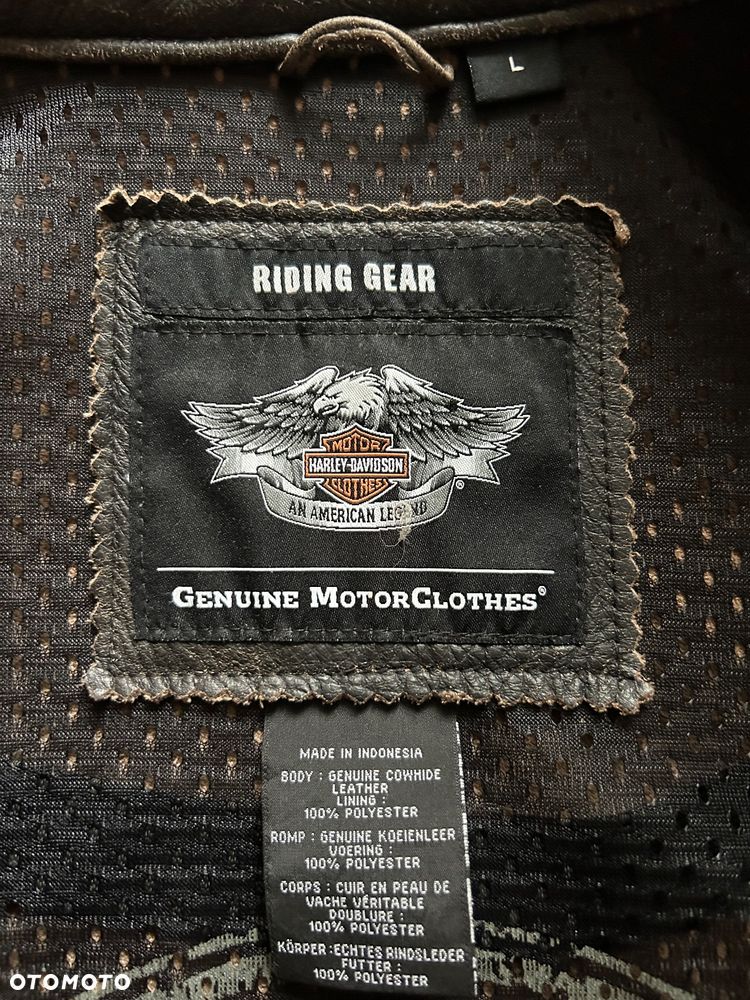 L
RIDING GEAR
MOTOR
HARLEY-DAVIDSON
CLOTHES
®
AN AMERICAN LEGEND
GENUINE MOTORCLOTHES®
MADE IN INDONESIA
BODY : GENUINE COWHIDE
LEATHER
LINING :
100% POLYESTER
ROMP : GENUINE KOEIENLEER
VOERING :
100% POLYESTER
CORPS : CUIR EN PEAU DE
VACHE VÉRITABLE
DOUBLURE :
100% POLYESTER
KÖRPER :ECHTES RINDSLEDER
FUTTER :
100% POLYESTER
OTOMOTO